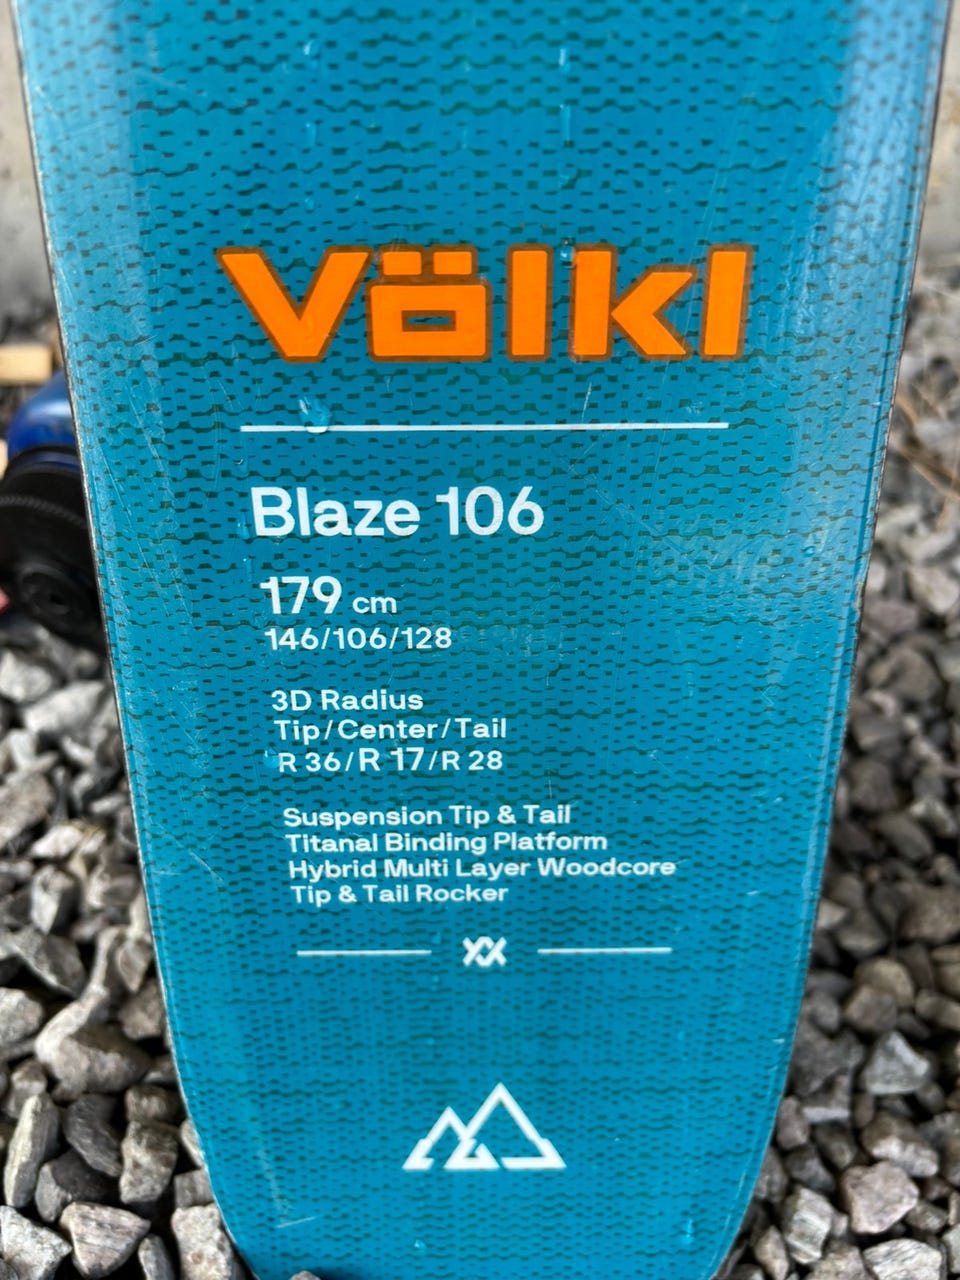 Völkl
Blaze 106
179 cm
146/106/128
3D Radius
Tip/Center/Tail
R 36/R 17/R 28
Suspension Tip & Tail
Titanal Binding Platform
Hybrid Multi Layer Woodcore
Tip & Tail Rocker